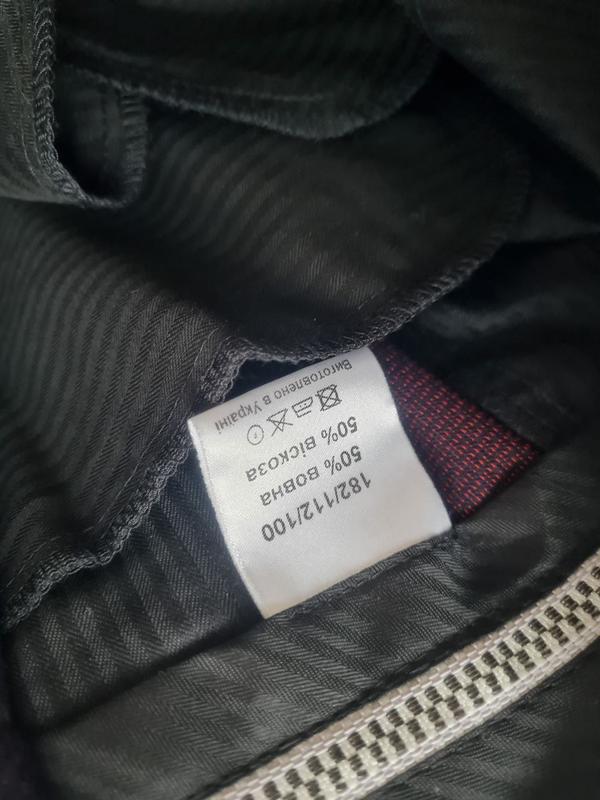 182/112/100
50% вовна
50% віскоза
Виготовлено в Україні